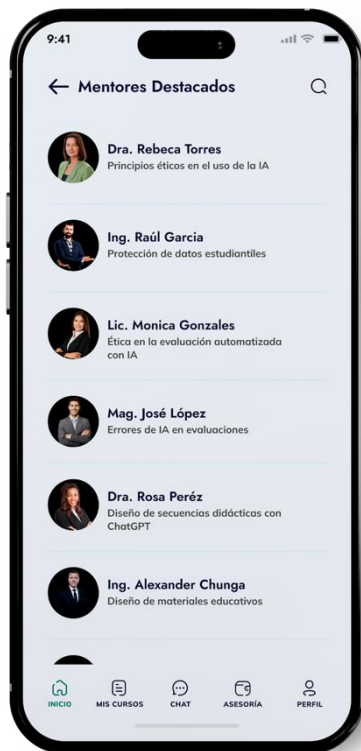 9:41
Mentores Destacados
Dra. Rebeca Torres
Principios éticos en el uso de la IA
Ing. Raúl Garcia
Protección de datos estudiantiles
Lic. Monica Gonzales
Ética en la evaluación automatizada
con IA
Mag. José López
Errores de IA en evaluaciones
Dra. Rosa Peréz
Diseño de secuencias didácticas con
ChatGPT
Ing. Alexander Chunga
Diseño de materiales educativos
INICIO MIS CURSOS CHAT ASESORÍA PERFIL